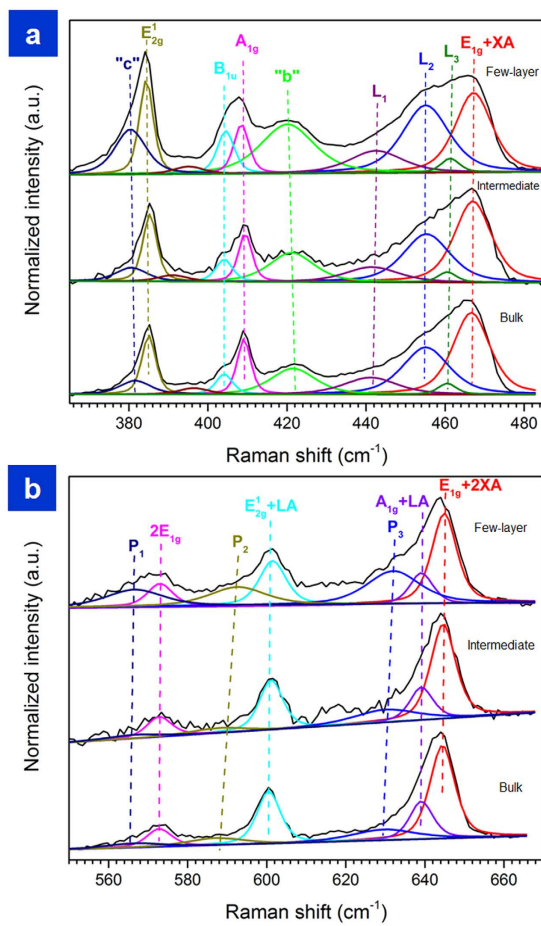 a
"c"
E¹₂g
B₁ᵤ
A₁g
"b"
L₁
L₂
L₃
E₁g+XA
Few-layer
Intermediate
Bulk
Normalized intensity (a.u.)
380 400 420 440 460 480
Raman shift (cm⁻¹)
b
P₁
2E₁g
P₂
E¹₂g+LA
P₃
A₁g+LA
E₁g+2XA
Few-layer
Intermediate
Bulk
Normalized intensity (a.u.)
560 580 600 620 640 660
Raman shift (cm⁻¹)